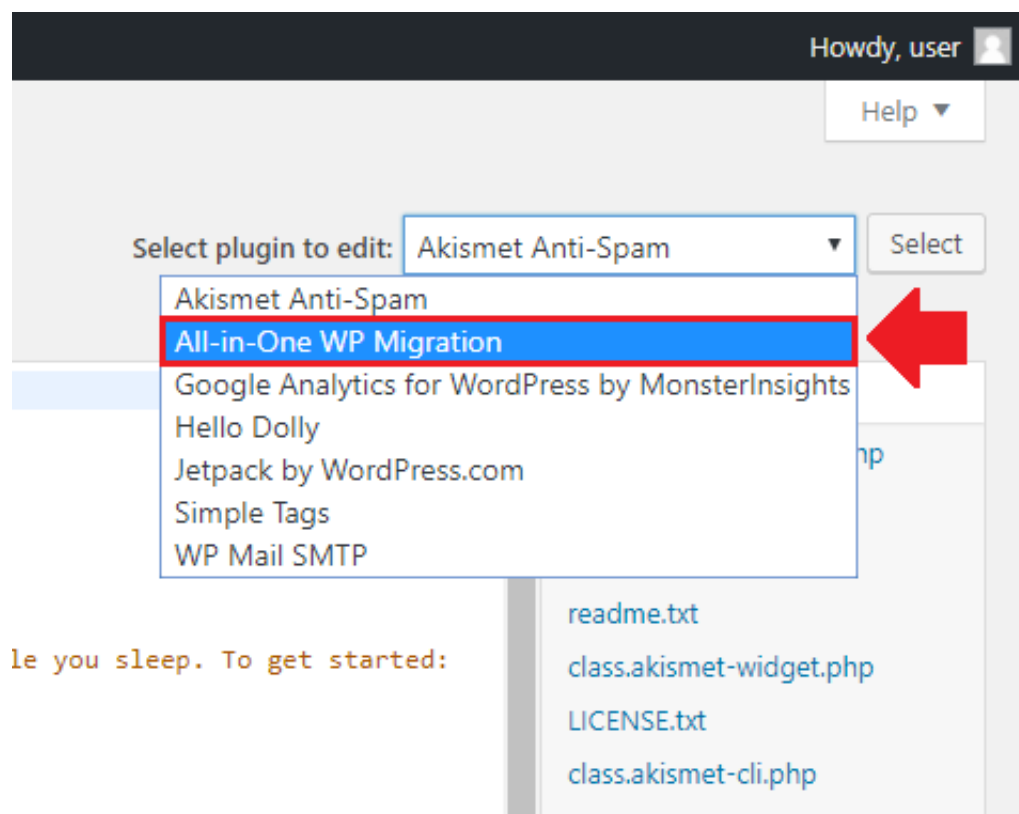 Howdy, user
Help ▼
Select plugin to edit: Akismet Anti-Spam ▼ Select
Akismet Anti-Spam
All-in-One WP Migration
Google Analytics for WordPress by MonsterInsights
Hello Dolly
Jetpack by WordPress.com
Simple Tags
WP Mail SMTP
readme.txt
le you sleep. To get started:
class.akismet-widget.php
LICENSE.txt
class.akismet-cli.php